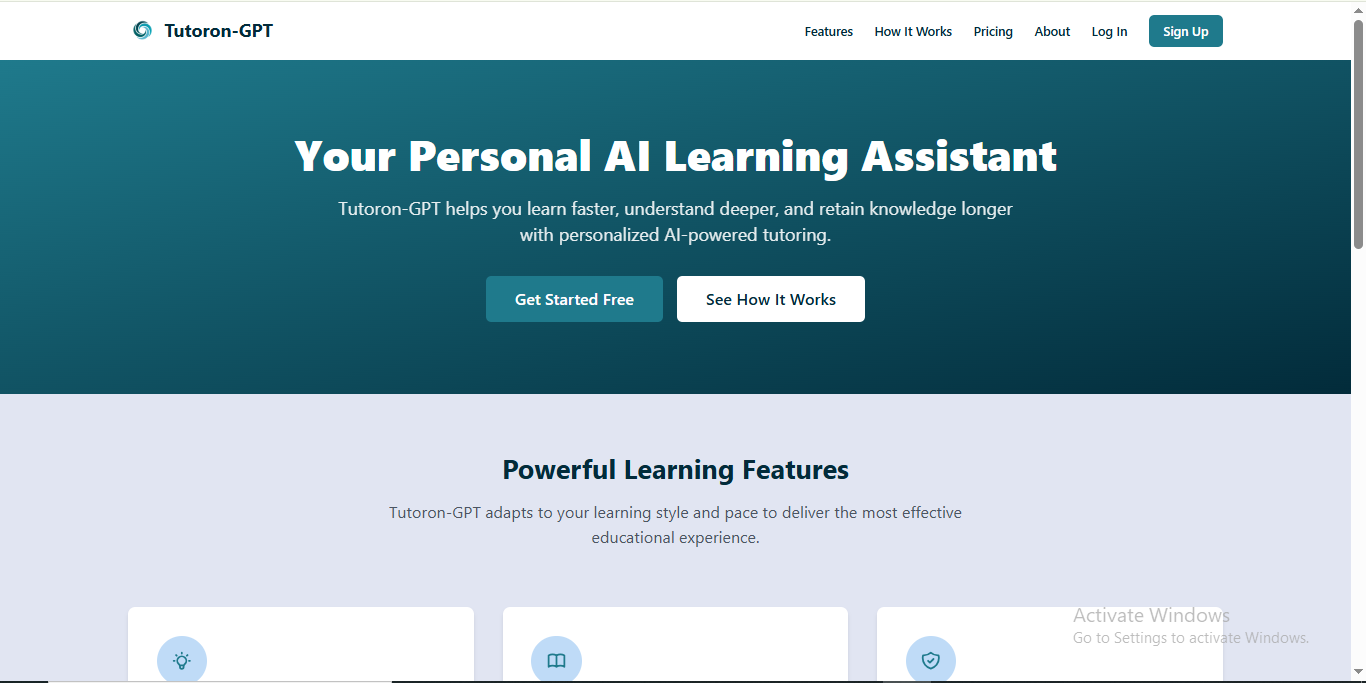 Tutoron-GPT
Features
How It Works
Pricing
About
Log In
Sign Up
Your Personal AI Learning Assistant
Tutoron-GPT helps you learn faster, understand deeper, and retain knowledge longer
with personalized AI-powered tutoring.
Get Started Free
See How It Works
Powerful Learning Features
Tutoron-GPT adapts to your learning style and pace to deliver the most effective
educational experience.
Activate Windows
Go to Settings to activate Windows.